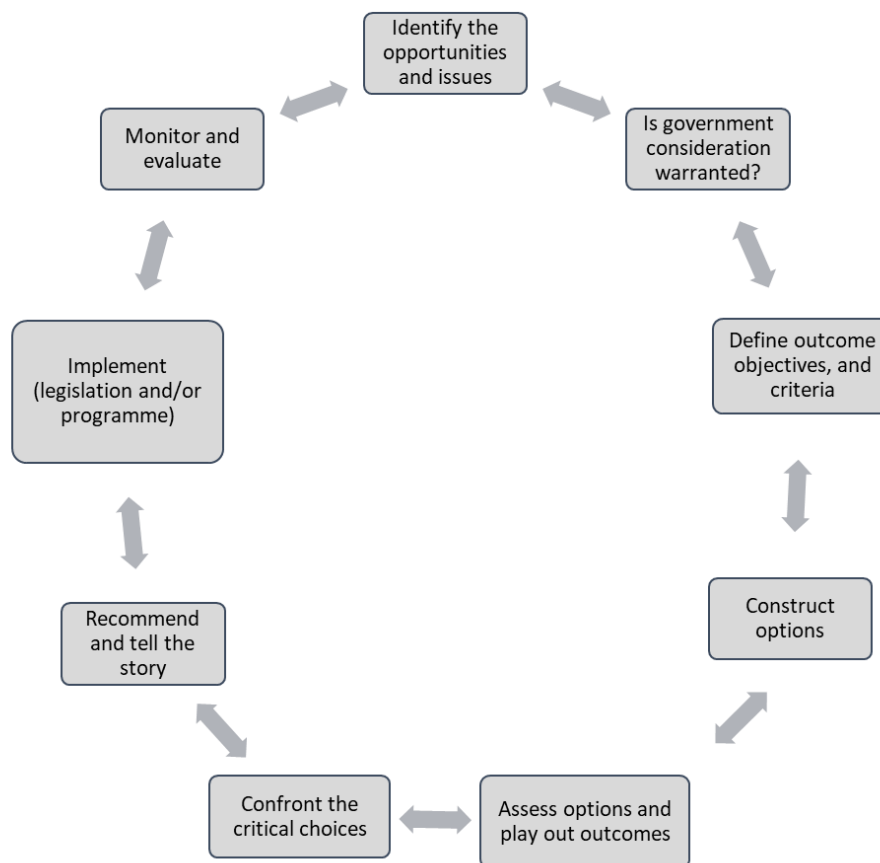 Identify the
opportunities
and issues
Is government
consideration
warranted?
Define outcome
objectives, and
criteria
Construct
options
Assess options and
play out outcomes
Confront the
critical choices
Recommend
and tell the
story
Implement
(legislation and/or
programme)
Monitor and
evaluate